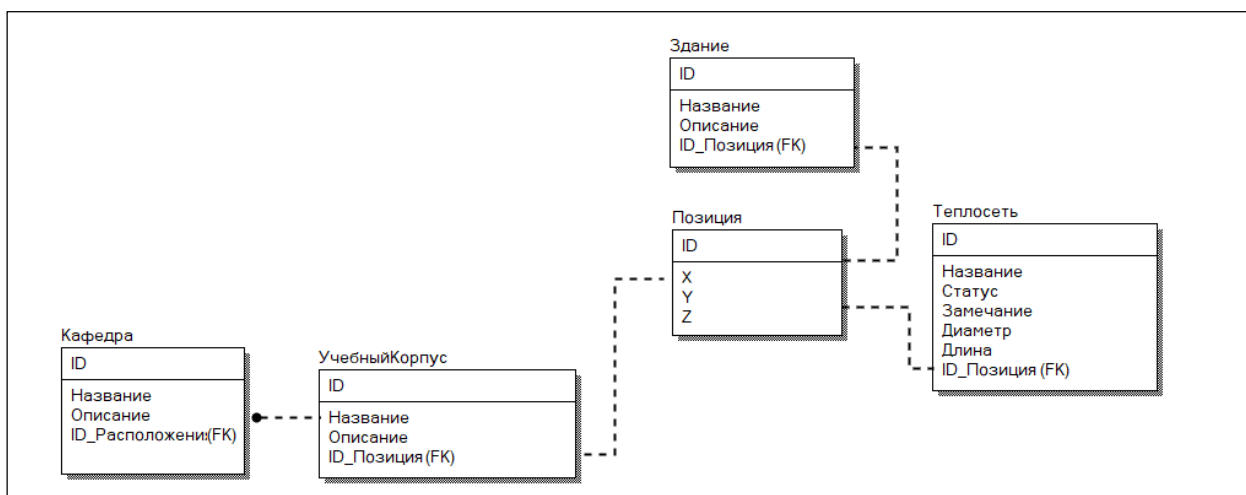 Здание
ID
Название
Описание
ID_Позиция (FK)
Позиция
ID
X
Y
Z
Теплосеть
ID
Название
Статус
Замечание
Диаметр
Длина
ID_Позиция (FK)
Кафедра
ID
Название
Описание
ID_Расположени(FK)
УчебныйКорпус
ID
Название
Описание
ID_Позиция (FK)